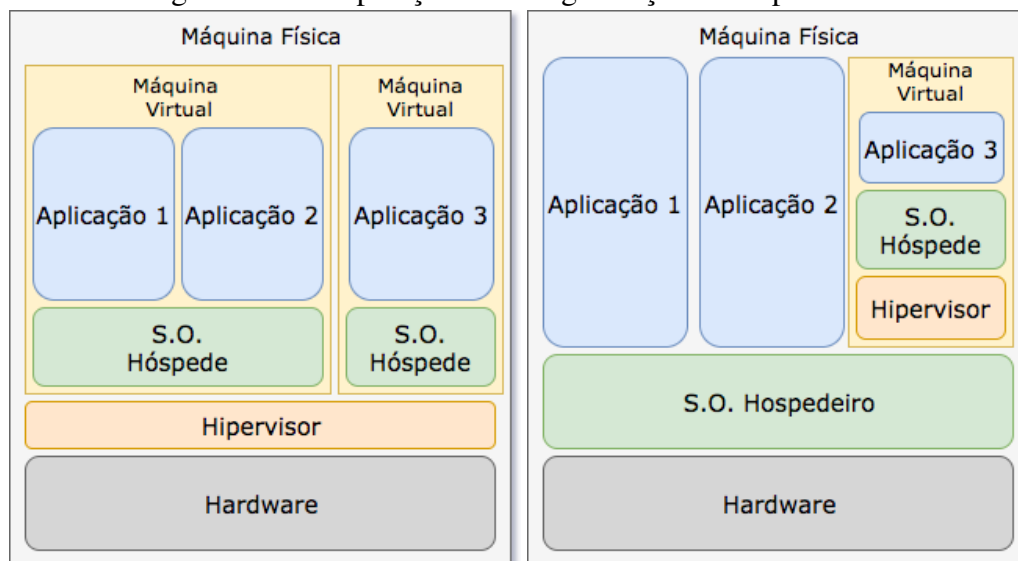 Máquina Física
Máquina
Virtual
Máquina
Virtual
Aplicação 1
Aplicação 2
Aplicação 3
S.O.
Hóspede
S.O.
Hóspede
Hipervisor
Hardware
Máquina Física
Aplicação 1
Aplicação 2
Máquina
Virtual
Aplicação 3
S.O.
Hóspede
Hipervisor
S.O. Hospedeiro
Hardware